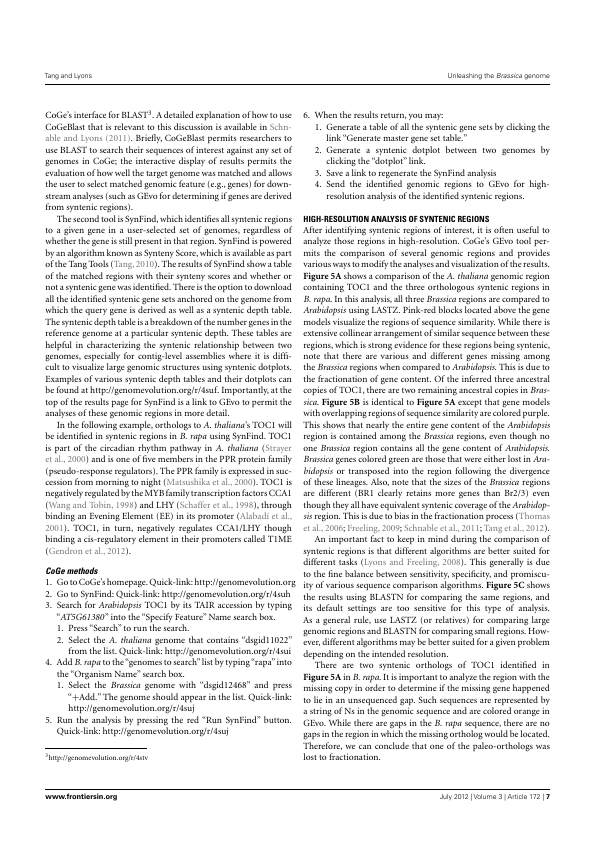 Tang and Lyons
Unleashing the Brassica genome
CoGe's interface for BLAST3. A detailed explanation of how to use
CoGeBlast that is relevant to this discussion is available in Schn-
able and Lyons (2011). Briefly, CoGeBlast permits researchers to
use BLAST to search their sequences of interest against any set of
genomes in CoGe; the interactive display of results permits the
evaluation of how well the target genome was matched and allows
the user to select matched genomic feature (e.g., genes) for down-
stream analyses (such as GEvo for determining if genes are derived
from syntenic regions).
The second tool is SynFind, which identifies all syntenic regions
to a given gene in a user-selected set of genomes, regardless of
whether the gene is still present in that region. SynFind is powered
by an algorithm known as Synteny Score, which is available as part
of the Tang Tools (Tang, 2010). The results of SynFind show a table
of the matched regions with their synteny scores and whether or
not a syntenic gene was identified. There is the option to download
all the identified syntenic gene sets anchored on the genome from
which the query gene is derived as well as a syntenic depth table.
The syntenic depth table is a breakdown of the number genes in the
reference genome at a particular syntenic depth. These tables are
helpful in characterizing the syntenic relationship between two
genomes, especially for contig-level assemblies where it is diffi-
cult to visualize large genomic structures using syntenic dotplots.
Examples of various syntenic depth tables and their dotplots can
be found at http://genomevolution.org/r/4suf. Importantly, at the
top of the results page for SynFind is a link to GEvo to permit the
analyses of these genomic regions in more detail.
In the following example, orthologs to A. thaliana's TOC1 will
be identified in syntenic regions in B. rapa using SynFind. TOC1
is part of the circadian rhythm pathway in A. thaliana (Strayer
et al., 2000) and is one of five members in the PPR protein family
(pseudo-response regulators). The PPR family is expressed in suc-
cession from morning to night (Matsushika et al., 2000). TOC1 is
negatively regulated by the MYB family transcription factors CCA1
(Wang and Tobin, 1998) and LHY (Schaffer et al., 1998), through
binding an Evening Element (EE) in its promoter (Alabadí et al.,
2001). TOC1, in turn, negatively regulates CCA1/LHY though
binding a cis-regulatory element in their promoters called T1ME
(Gendron et al., 2012).
CoGe methods
1. Go to CoGe's homepage. Quick-link: http://genomevolution.org
2. Go to SynFind: Quick-link: http://genomevolution.org/r/4suh
3. Search for Arabidopsis TOC1 by its TAIR accession by typing
"AT5G61380" into the "Specify Feature" Name search box.
1. Press "Search" to run the search.
2. Select the A. thaliana genome that contains "dsgid11022"
from the list. Quick-link: http://genomevolution.org/r/4sui
4. Add B. rapa to the "genomes to search" list by typing "rapa" into
the "Organism Name" search box.
1. Select the Brassica genome with "dsgid12468" and press
"+Add." The genome should appear in the list. Quick-link:
http://genomevolution.org/r/4suj
5. Run the analysis by pressing the red "Run SynFind" button.
Quick-link: http://genomevolution.org/r/4suj
3http://genomevolution.org/r/4stv
6. When the results return, you may:
1. Generate a table of all the syntenic gene sets by clicking the
link "Generate master gene set table."
2. Generate a syntenic dotplot between two genomes by
clicking the "dotplot" link.
3. Save a link to regenerate the SynFind analysis
4. Send the identified genomic regions to GEvo for high-
resolution analysis of the identified syntenic regions.
HIGH-RESOLUTION ANALYSIS OF SYNTENIC REGIONS
After identifying syntenic regions of interest, it is often useful to
analyze those regions in high-resolution. CoGe's GEvo tool per-
mits the comparison of several genomic regions and provides
various ways to modify the analyses and visualization of the results.
Figure 5A shows a comparison of the A. thaliana genomic region
containing TOC1 and the three orthologous syntenic regions in
B. rapa. In this analysis, all three Brassica regions are compared to
Arabidopsis using LASTZ. Pink-red blocks located above the gene
models visualize the regions of sequence similarity. While there is
extensive collinear arrangement of similar sequence between these
regions, which is strong evidence for these regions being syntenic,
note that there are various and different genes missing among
the Brassica regions when compared to Arabidopsis. This is due to
the fractionation of gene content. Of the inferred three ancestral
copies of TOC1, there are two remaining ancestral copies in Bras-
sica. Figure 5B is identical to Figure 5A except that gene models
with overlapping regions of sequence similarity are colored purple.
This shows that nearly the entire gene content of the Arabidopsis
region is contained among the Brassica regions, even though no
one Brassica region contains all the gene content of Arabidopsis.
Brassica genes colored green are those that were either lost in Ara-
bidopsis or transposed into the region following the divergence
of these lineages. Also, note that the sizes of the Brassica regions
are different (BR1 clearly retains more genes than Br2/3) even
though they all have equivalent syntenic coverage of the Arabidop-
sis region. This is due to bias in the fractionation process (Thomas
et al., 2006; Freeling, 2009; Schnable et al., 2011; Tang et al., 2012).
An important fact to keep in mind during the comparison of
syntenic regions is that different algorithms are better suited for
different tasks (Lyons and Freeling, 2008). This generally is due
to the fine balance between sensitivity, specificity, and promiscu-
ity of various sequence comparison algorithms. Figure 5C shows
the results using BLASTN for comparing the same regions, and
its default settings are too sensitive for this type of analysis.
As a general rule, use LASTZ (or relatives) for comparing large
genomic regions and BLASTN for comparing small regions. How-
ever, different algorithms may be better suited for a given problem
depending on the intended resolution.
There are two syntenic orthologs of TOC1 identified in
Figure 5A in B. rapa. It is important to analyze the region with the
missing copy in order to determine if the missing gene happened
to lie in an unsequenced gap. Such sequences are represented by
a string of Ns in the genomic sequence and are colored orange in
GEvo. While there are gaps in the B. rapa sequence, there are no
gaps in the region in which the missing ortholog would be located.
Therefore, we can conclude that one of the paleo-orthologs was
lost to fractionation.
www.frontiersin.org
July 2012 | Volume 3 | Article 172 | 7